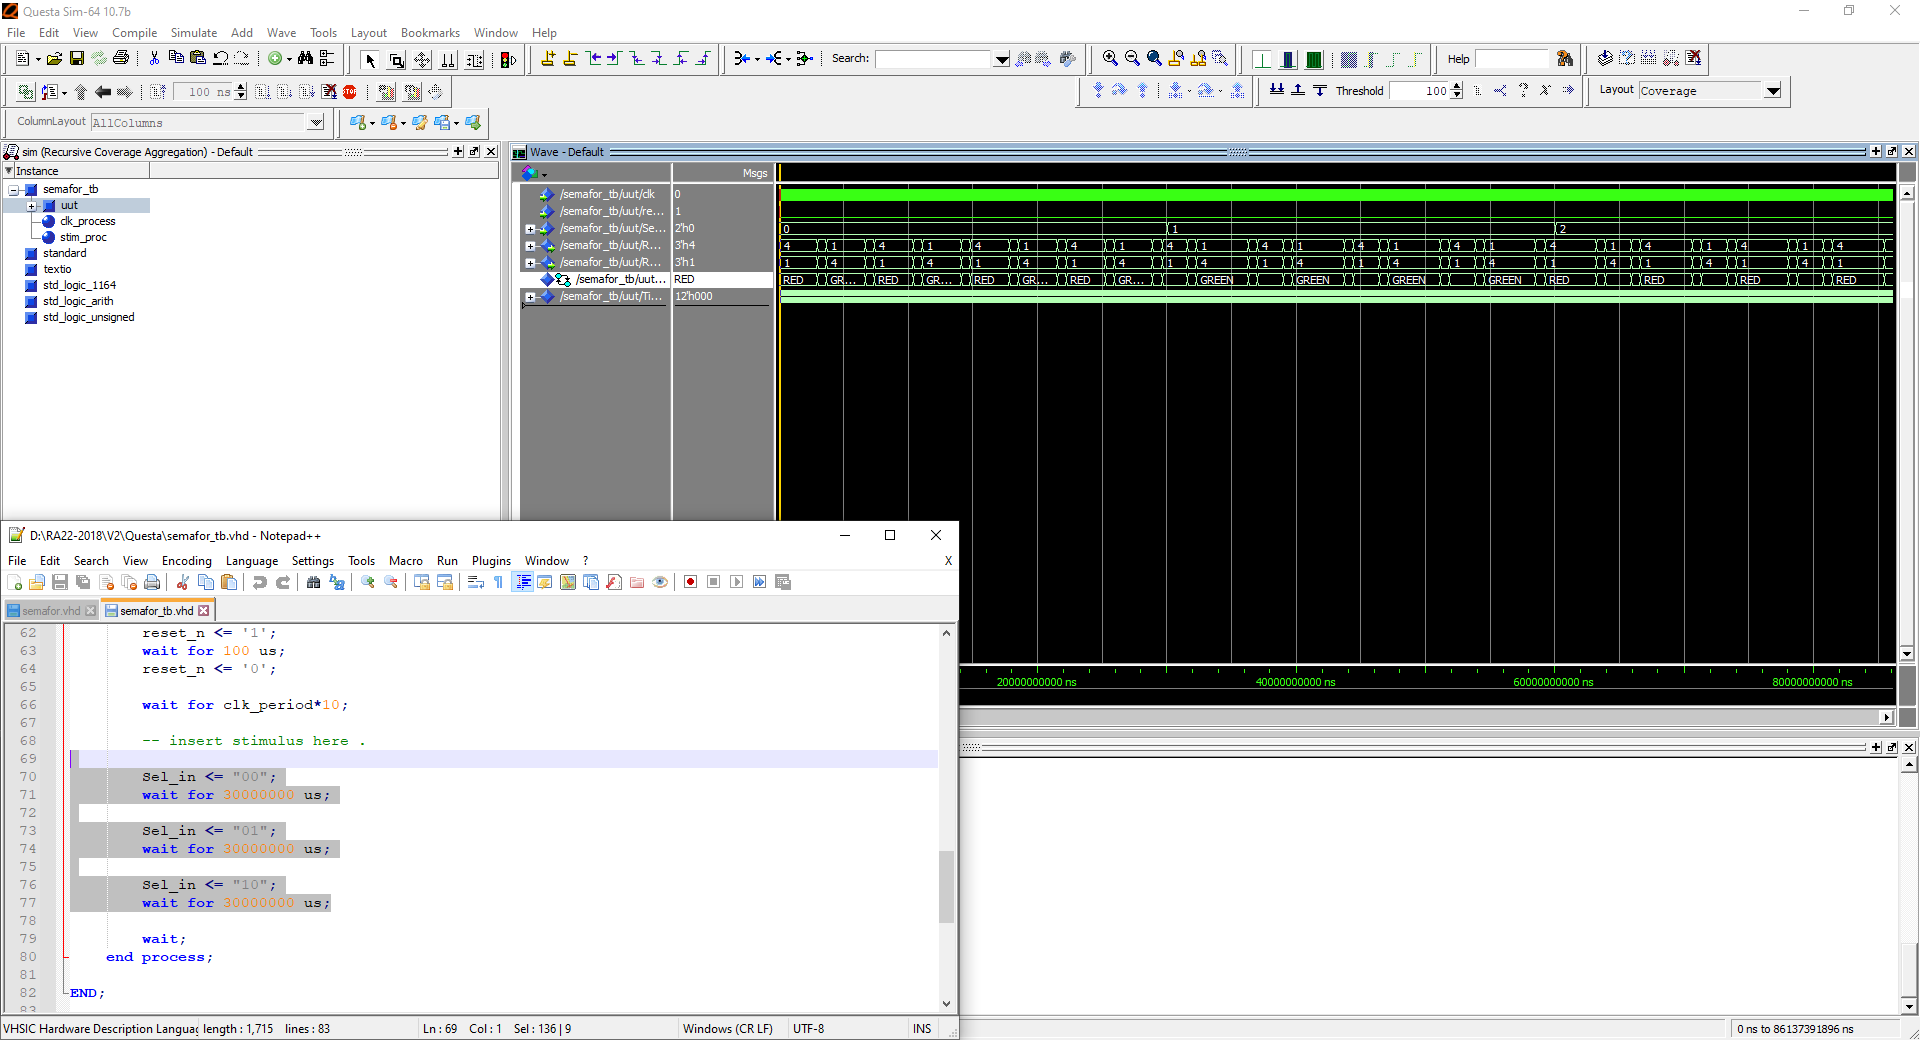 Questa Sim-64 10.7b
File Edit View Compile Simulate Add Wave Tools Layout Bookmarks Window Help
Search:
Help
100 ns
STOP
Threshold 100
Layout Coverage
ColumnLayout AllColumns
sim (Recursive Coverage Aggregation) - Default
Instance
semafor_tb
uut
clk_process
stim_proc
standard
textio
std_logic_1164
std_logic_arith
std_logic_unsigned
Wave - Default
Msgs
/semafor_tb/uut/clk 0
/semafor_tb/uut/re... 1
/semafor_tb/uut/Se... 2'h0 0 1 2
/semafor_tb/uut/R... 3'h4 4 1 4 1 4 1 4 1 4 1 4 1 4 1 4 1 4 1 4 1 4 1 4
/semafor_tb/uut/R... 3'h1 1 4 1 4 1 4 1 4 1 4 1 4 1 4 1 4 1 4 1 4 1 4 1
/semafor_tb/uut... RED RED GR... RED GR... RED GR... RED GR... GREEN GREEN GREEN GREEN RED RED RED RED
/semafor_tb/uut/Ti... 12'h000
20000000000 ns 40000000000 ns 60000000000 ns 80000000000 ns
0 ns to 86137391896 ns
D:\RA22-2018\V2\Questa\semafor_tb.vhd - Notepad++
File Edit Search View Encoding Language Settings Tools Macro Run Plugins Window ? X
semafor.vhd semafor_tb.vhd
62 reset_n <= '1';
63 wait for 100 us;
64 reset_n <= '0';
65
66 wait for clk_period*10;
67
68 -- insert stimulus here .
69
70 Sel_in <= "00";
71 wait for 30000000 us;
72
73 Sel_in <= "01";
74 wait for 30000000 us;
75
76 Sel_in <= "10";
77 wait for 30000000 us;
78
79 wait;
80 end process;
81
82 END;
83
VHSIC Hardware Description Languag length : 1,715 lines : 83 Ln : 69 Col : 1 Sel : 136 | 9 Windows (CR LF) UTF-8 INS